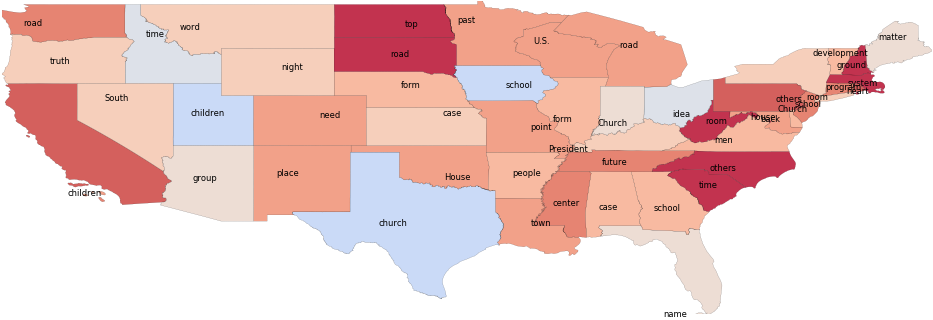 road
time
word
top
past
U.S.
road
matter
truth
road
development
ground
night
South
form
school
system
program
heart
others
room
school
Church
children
need
case
idea
form
Church
room
house
back
point
President
men
group
place
House
people
future
others
time
children
church
town
center
case
school
name